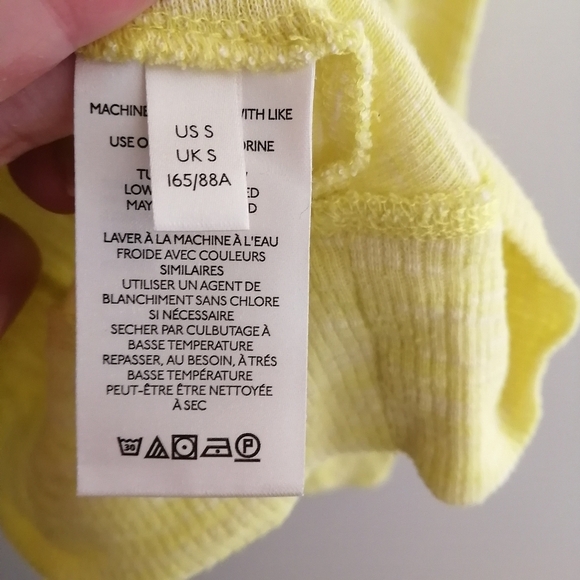 MACHINE
WITH LIKE
USE
TU
LOW
ED
MAY
D
US S
UK S
165/88A
LAVER À LA MACHINE À L'EAU
FROIDE AVEC COULEURS
SIMILAIRES
UTILISER UN AGENT DE
BLANCHIMENT SANS CHLORE
SI NÉCESSAIRE
SECHER PAR CULBUTAGE À
BASSE TEMPÉRATURE
REPASSER, AU BESOIN, À TRÉS
BASSE TEMPÉRATURE
PEUT-ÊTRE ÊTRE NETTOYÉE
À SEC
30
P